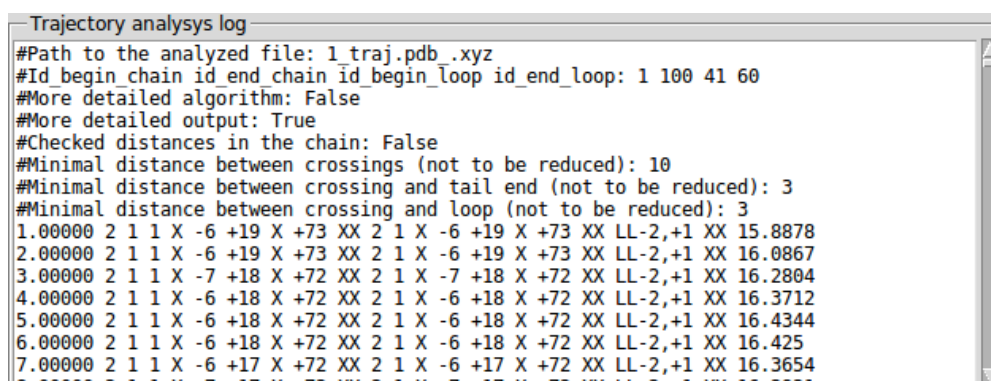 Trajectory analysys log
#Path to the analyzed file: 1_traj.pdb_.xyz
#Id_begin_chain id_end_chain id_begin_loop id_end_loop: 1 100 41 60
#More detailed algorithm: False
#More detailed output: True
#Checked distances in the chain: False
#Minimal distance between crossings (not to be reduced): 10
#Minimal distance between crossing and tail end (not to be reduced): 3
#Minimal distance between crossing and loop (not to be reduced): 3
1.00000 2 1 1 X -6 +19 X +73 XX 2 1 X -6 +19 X +73 XX LL-2,+1 XX 15.8878
2.00000 2 1 1 X -6 +19 X +73 XX 2 1 X -6 +19 X +73 XX LL-2,+1 XX 16.0867
3.00000 2 1 1 X -7 +18 X +72 XX 2 1 X -7 +18 X +72 XX LL-2,+1 XX 16.2804
4.00000 2 1 1 X -6 +18 X +72 XX 2 1 X -6 +18 X +72 XX LL-2,+1 XX 16.3712
5.00000 2 1 1 X -6 +18 X +72 XX 2 1 X -6 +18 X +72 XX LL-2,+1 XX 16.4344
6.00000 2 1 1 X -6 +18 X +72 XX 2 1 X -6 +18 X +72 XX LL-2,+1 XX 16.425
7.00000 2 1 1 X -6 +17 X +72 XX 2 1 X -6 +17 X +72 XX LL-2,+1 XX 16.3654